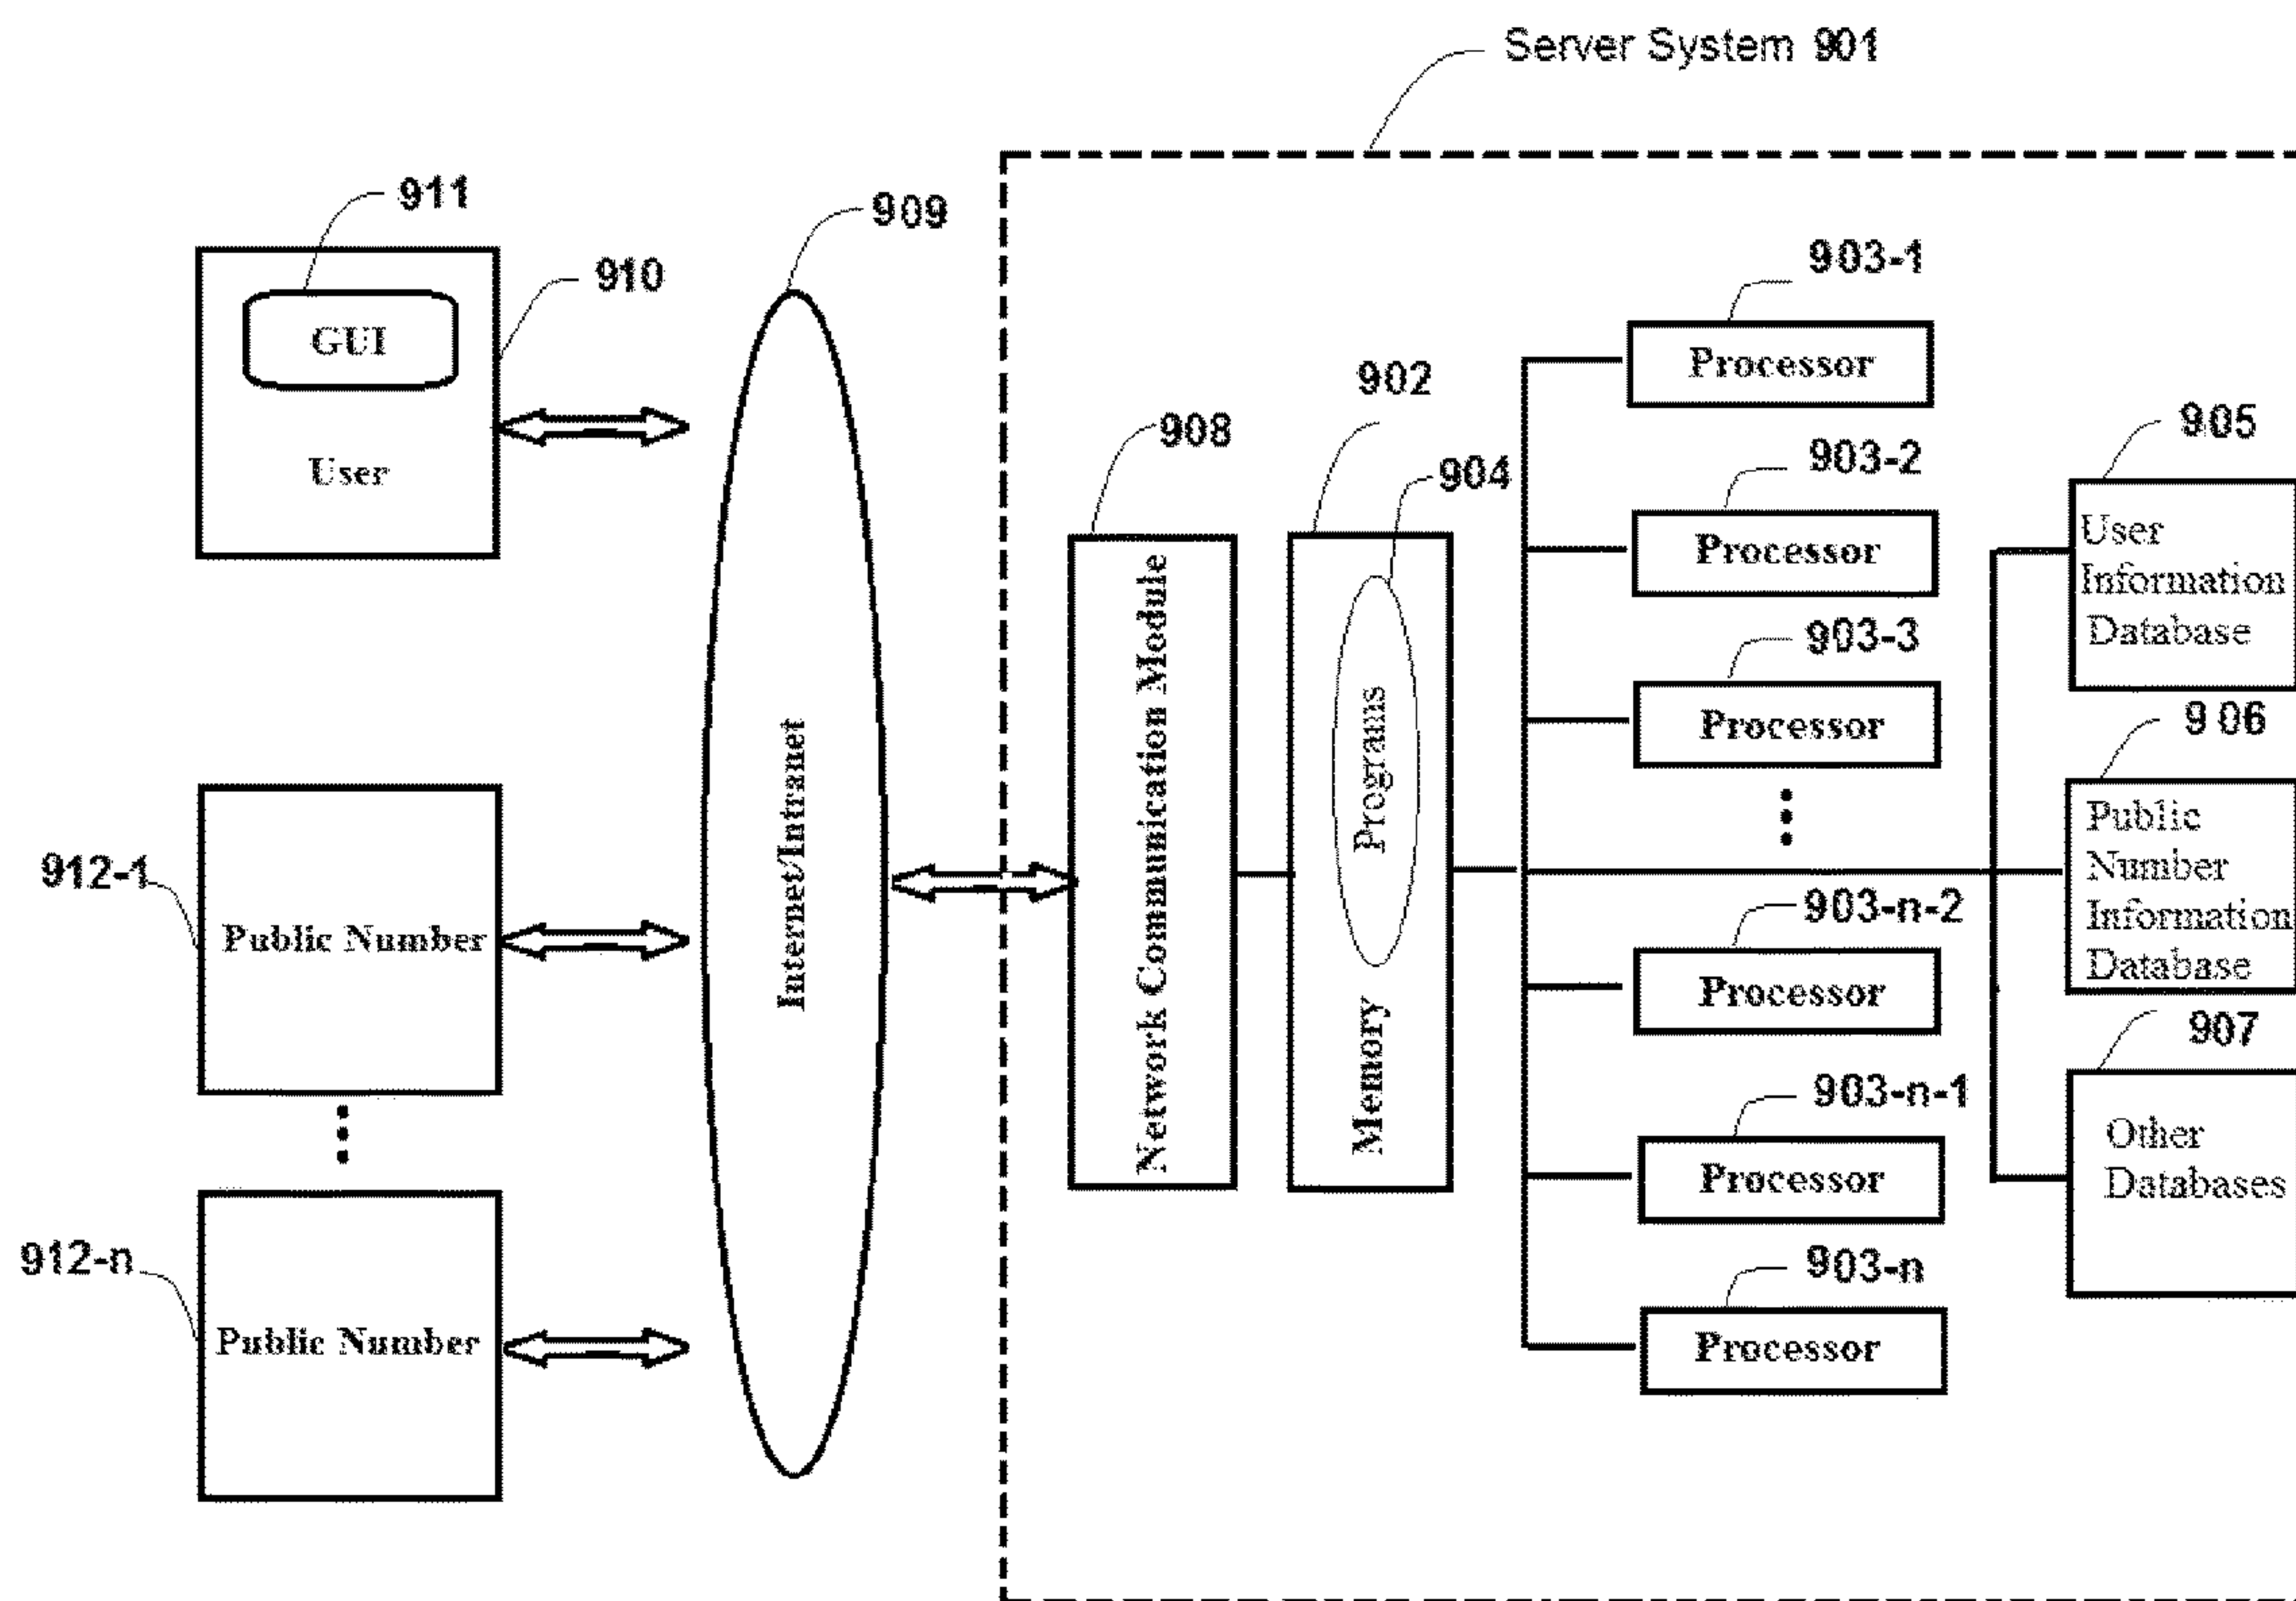 Server System 901
911
910
GUI
User
909
912-1
Public Number
912-n
Public Number
Internet/Intranet
908
Network Communication Module
902
904
Programs
Memory
903-1
Processor
903-2
Processor
903-3
Processor
903-n-2
Processor
903-n-1
Processor
903-n
Processor
905
User
Information
Database
906
Public
Number
Information
Database
907
Other
Databases